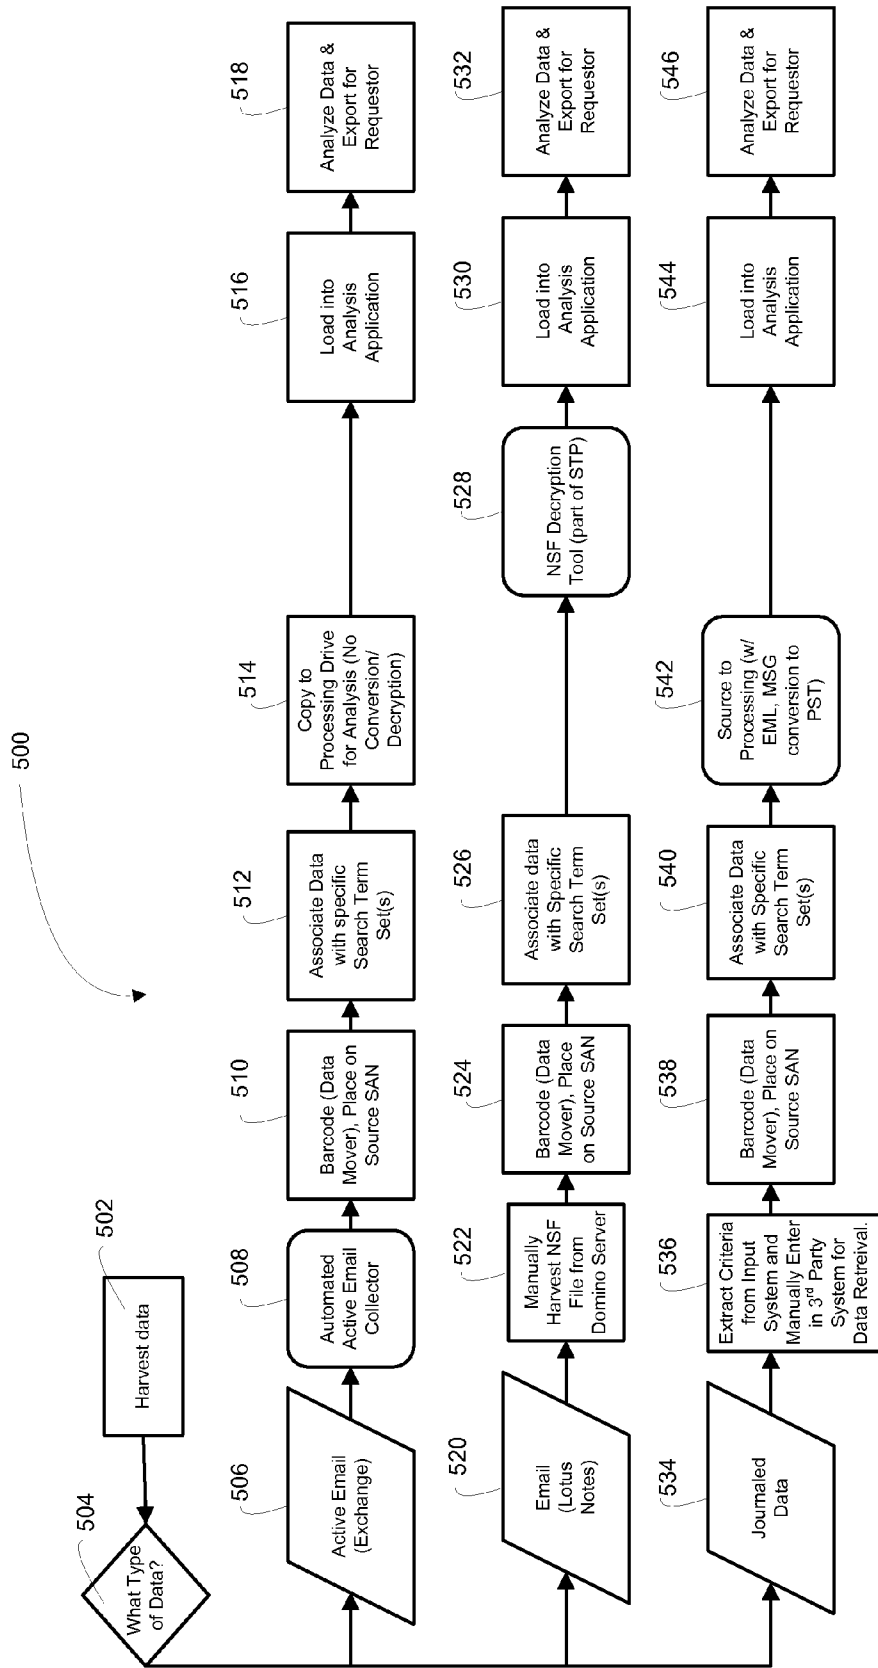 500
502
Harvest data
504
What Type
of Data?
506
Active Email
(Exchange)
508
Automated
Active Email
Collector
510
Barcode (Data
Mover), Place on
Source SAN
512
Associate Data
with specific
Search Term
Set(s)
514
Copy to
Processing Drive
for Analysis (No
Conversion/
Decryption)
516
Load into
Analysis
Application
518
Analyze Data &
Export for
Requestor
520
Email
(Lotus
Notes)
522
Manually
Harvest NSF
File from
Domino Server
524
Barcode (Data
Mover), Place
on Source SAN
526
Associate data
with Specific
Search Term
Set(s)
528
NSF Decryption
Tool (part of STP)
530
Load into
Analysis
Application
532
Analyze Data &
Export for
Requestor
534
Journaled
Data
536
Extract Criteria
from Input
System and
Manually Enter
in 3rd Party
System for
Data Retreival.
538
Barcode (Data
Mover), Place on
Source SAN
540
Associate Data
with Specific
Search Term
Set(s)
542
Source to
Processing (w/
EML, MSG
conversion to
PST)
544
Load into
Analysis
Application
546
Analyze Data &
Export for
Requestor